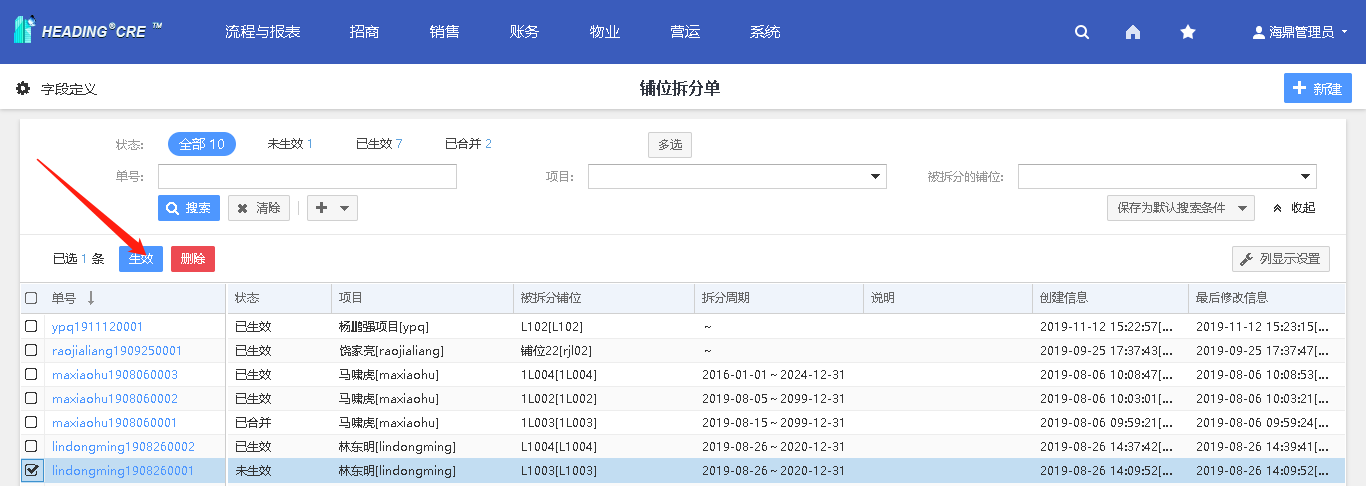 HEADING®CRE ™ 流程与报表 招商 销售 账务 物业 营运 系统 海鼎管理员
字段定义 铺位拆分单 新建
状态: 全部 10 未生效 1 已生效 7 已合并 2 多选
单号: 项目: 被拆分的铺位:
搜索 清除 保存为默认搜索条件 收起
已选 1 条 生效 删除 列显示设置
单号 ↓ 状态 项目 被拆分铺位 拆分周期 说明 创建信息 最后修改信息
ypq1911120001 已生效 杨鹏强项目[ypq] L102[L102] ~ 2019-11-12 15:22:57[... 2019-11-12 15:23:15[...
raojialiang1909250001 已生效 饶家亮[raojialiang] 铺位22[rjl02] ~ 2019-09-25 17:37:43[... 2019-09-25 17:37:47[...
maxiaohu1908060003 已生效 马啸虎[maxiaohu] 1L004[1L004] 2016-01-01~2024-12-31 2019-08-06 10:08:47[... 2019-08-06 10:08:53[...
maxiaohu1908060002 已生效 马啸虎[maxiaohu] 1L002[1L002] 2019-08-05~2099-12-31 2019-08-06 10:03:01[... 2019-08-06 10:03:21[...
maxiaohu1908060001 已合并 马啸虎[maxiaohu] 1L003[1L003] 2019-08-15~2099-12-31 2019-08-06 09:59:21[... 2019-08-06 09:59:24[...
lindongming1908260002 已生效 林东明[lindongming] L1004[L1004] 2019-08-26~2020-12-31 2019-08-26 14:37:42[... 2019-08-26 14:39:41[...
lindongming1908260001 未生效 林东明[lindongming] L1003[L1003] 2019-08-26~2020-12-31 2019-08-26 14:09:52[... 2019-08-26 14:09:52[...